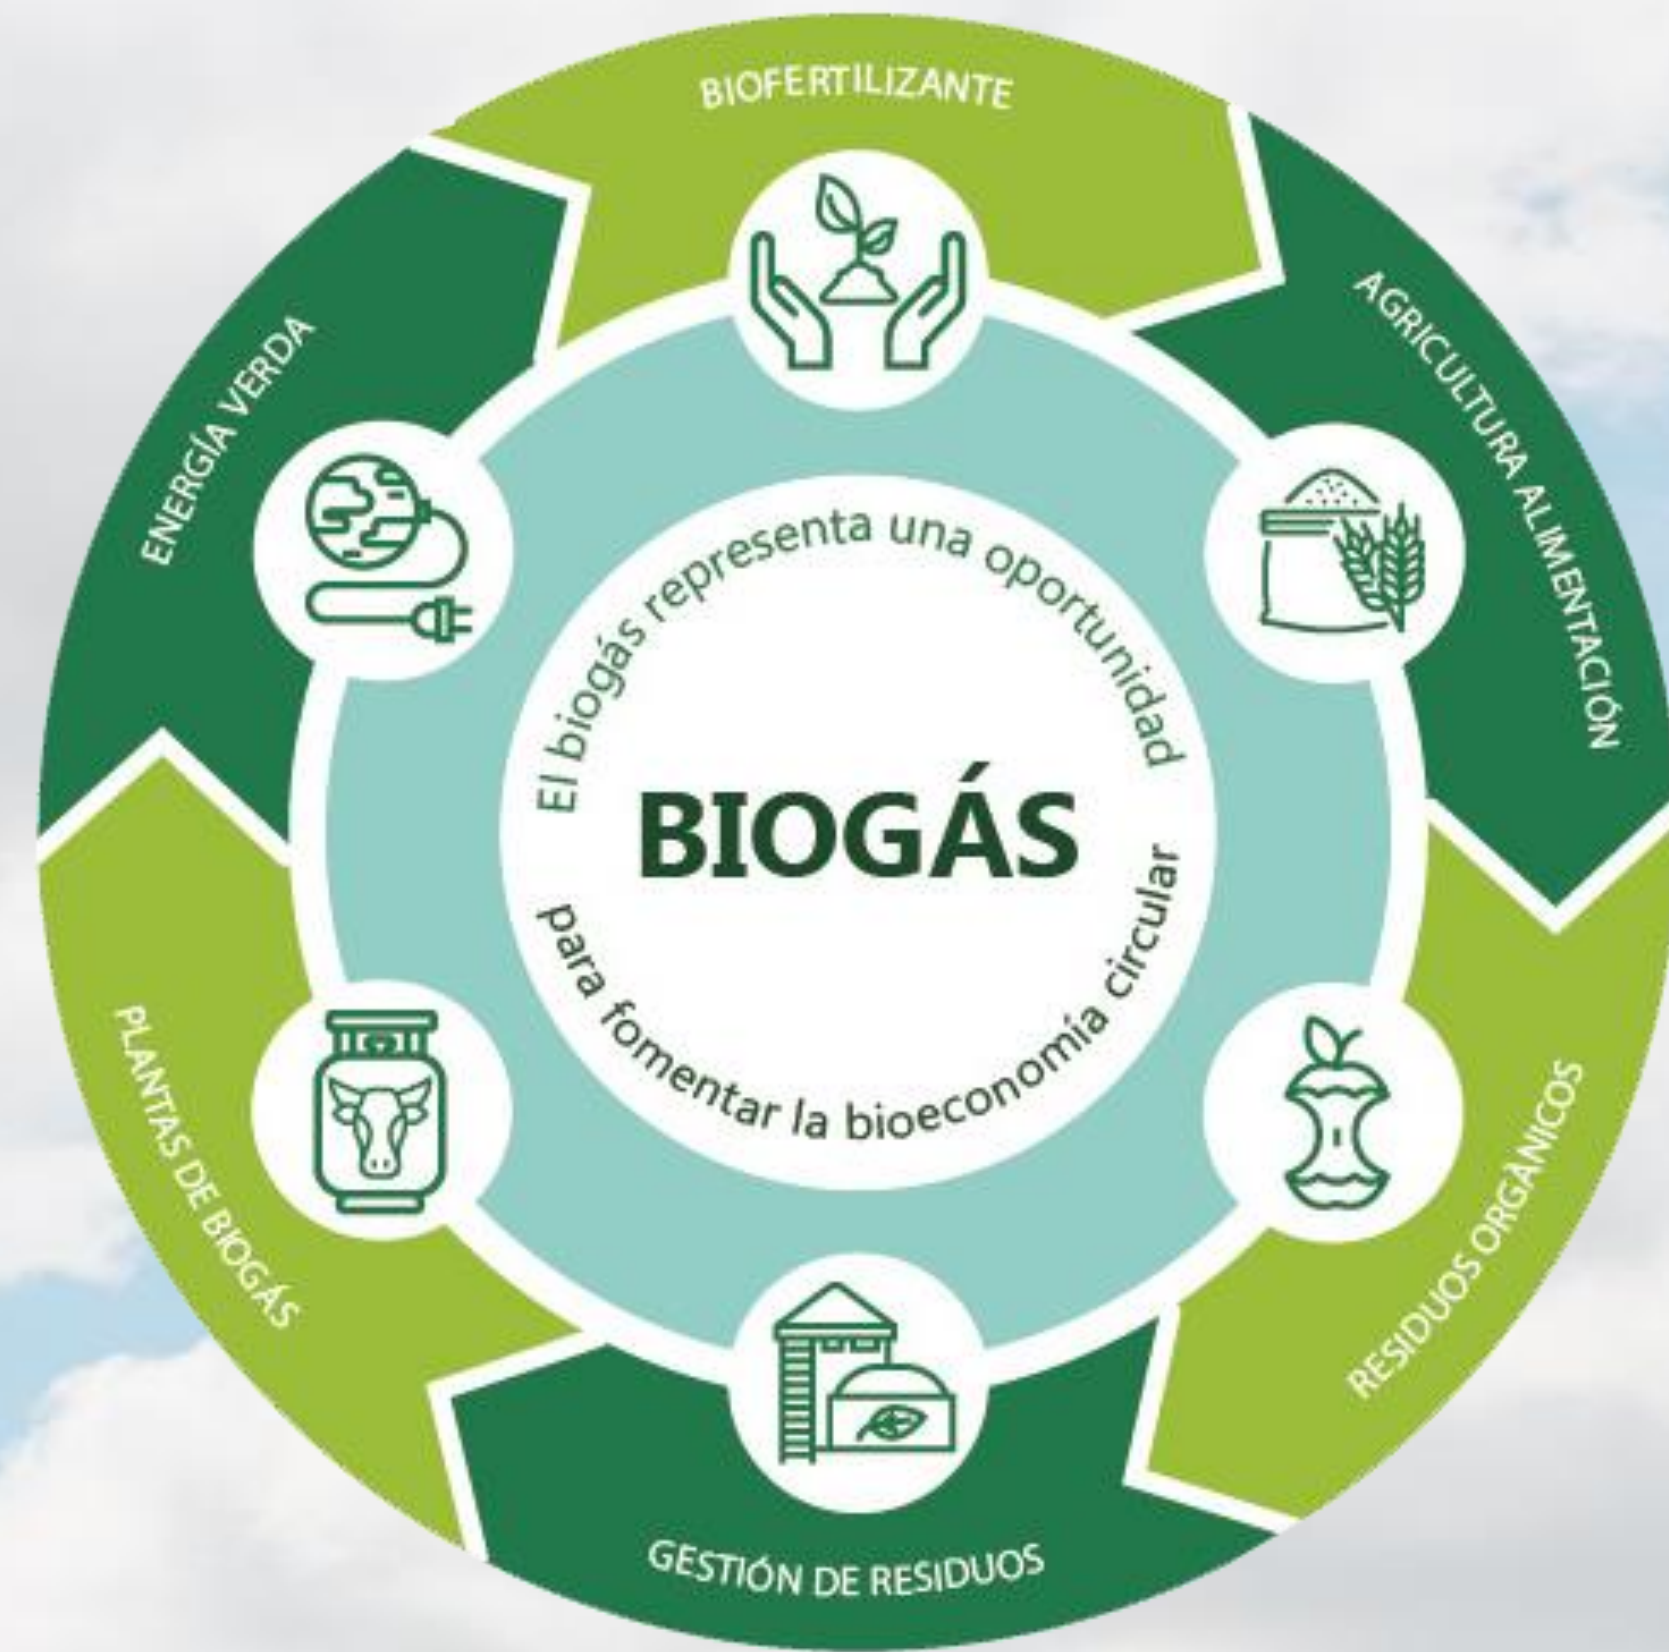 BIOFERTILIZANTE
AGRICULTURA ALIMENTACIÓN
RESIDUOS ORGÀNICOS
GESTIÓN DE RESIDUOS
PLANTAS DE BIOGÁS
ENERGÍA VERDA
El biogás representa una oportunidad
BIOGÁS
para fomentar la bioeconomía circular